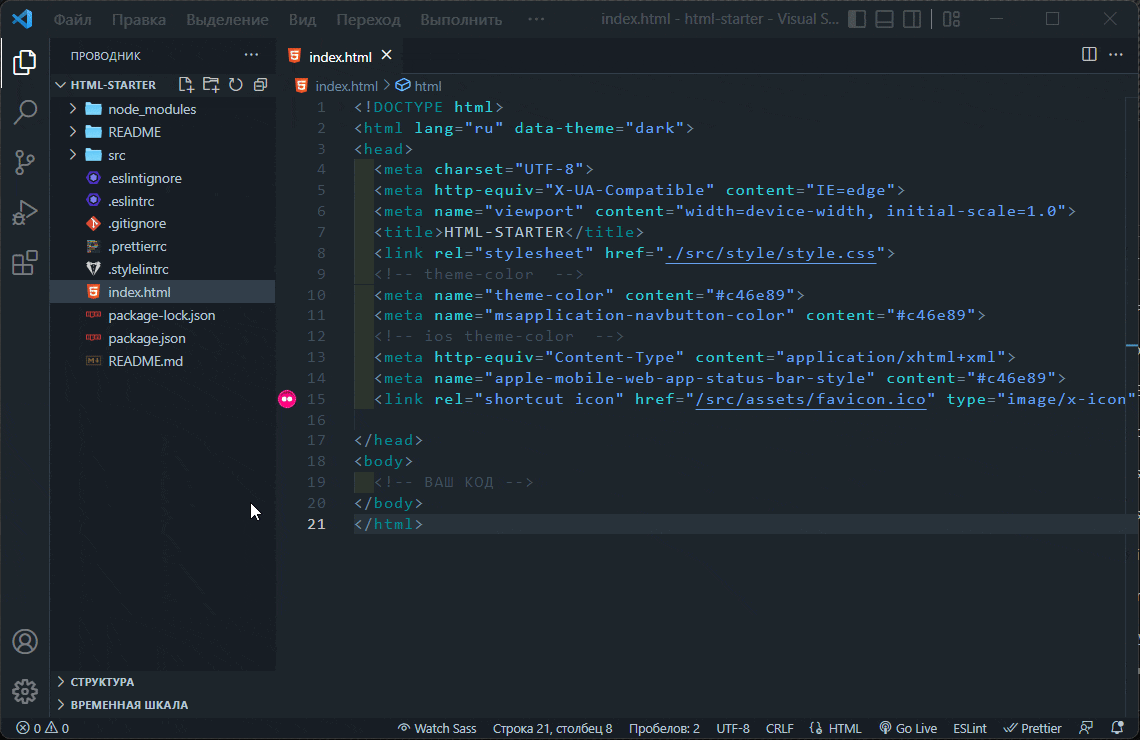 Файл Правка Выделение Вид Переход Выполнить ··· index.html - html-starter - Visual S...
ПРОВОДНИК ···
HTML-STARTER
node_modules
README
src
.eslintignore
.eslintrc
.gitignore
.prettierrc
.stylelintrc
index.html
package-lock.json
package.json
README.md
СТРУКТУРА
ВРЕМЕННАЯ ШКАЛА
index.html
index.html > html
1 <!DOCTYPE html>
2 <html lang="ru" data-theme="dark">
3 <head>
4 <meta charset="UTF-8">
5 <meta http-equiv="X-UA-Compatible" content="IE=edge">
6 <meta name="viewport" content="width=device-width, initial-scale=1.0">
7 <title>HTML-STARTER</title>
8 <link rel="stylesheet" href="./src/style/style.css">
9 <!-- theme-color  -->
10 <meta name="theme-color" content="#c46e89">
11 <meta name="msapplication-navbutton-color" content="#c46e89">
12 <!-- ios theme-color  -->
13 <meta http-equiv="Content-Type" content="application/xhtml+xml">
14 <meta name="apple-mobile-web-app-status-bar-style" content="#c46e89">
15 <link rel="shortcut icon" href="/src/assets/favicon.ico" type="image/x-icon"
16
17 </head>
18 <body>
19 <!-- ВАШ КОД -->
20 </body>
21 </html>
0 0 Watch Sass Строка 21, столбец 8 Пробелов: 2 UTF-8 CRLF {} HTML Go Live ESLint Prettier